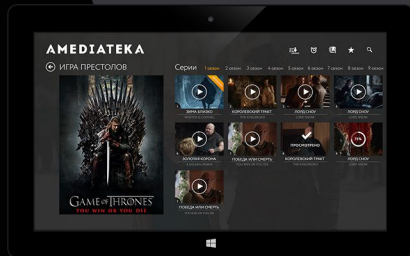 AMEDIATEKA
ИГРА ПРЕСТОЛОВ
Серии 1 сезон 2 сезон 3 сезон 4 сезон 5 сезон 6 сезон 7 сезон 8 сезон 9 сезон
ЗИМА БЛИЗКО
КОРОЛЕВСКИЙ ТРАКТ
ЛОРД СНОУ
ЛОРД СНОУ
ЗОЛОТАЯ КОРОНА
ПОБЕДА ИЛИ СМЕРТЬ
ПРОСМОТРЕНО
КОРОЛЕВСКИЙ ТРАКТ
ЛОРД СНОУ
ПОБЕДА ИЛИ СМЕРТЬ
GAME OF THRONES
YOU WIN OR YOU DIE